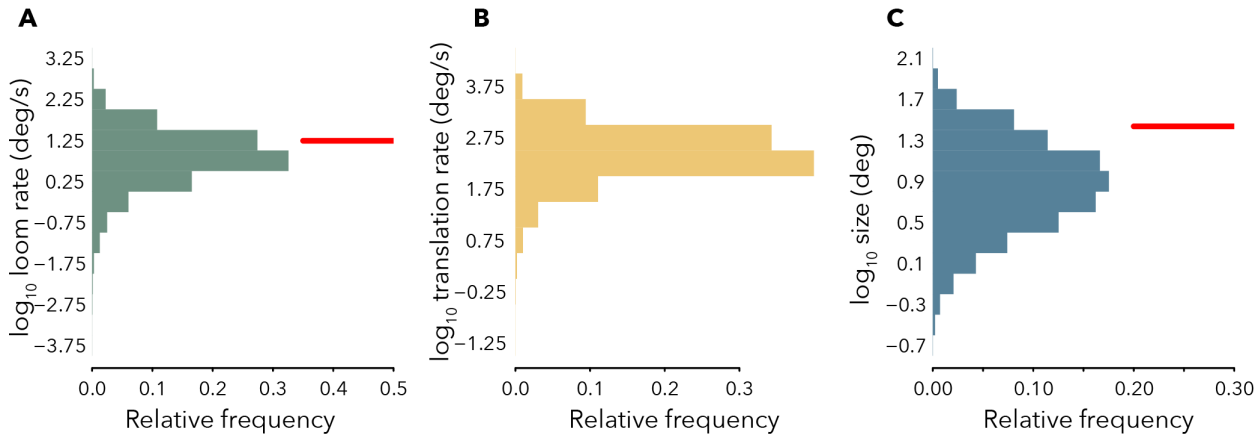 A
log₁₀ loom rate (deg/s)
3.25
2.25
1.25
0.25
−0.75
−1.75
−2.75
−3.75
0.0 0.1 0.2 0.3 0.4 0.5
Relative frequency
B
log₁₀ translation rate (deg/s)
3.75
2.75
1.75
0.75
−0.25
−1.25
0.0 0.1 0.2 0.3
Relative frequency
C
log₁₀ size (deg)
2.1
1.7
1.3
0.9
0.5
0.1
−0.3
−0.7
0.00 0.10 0.20 0.30
Relative frequency